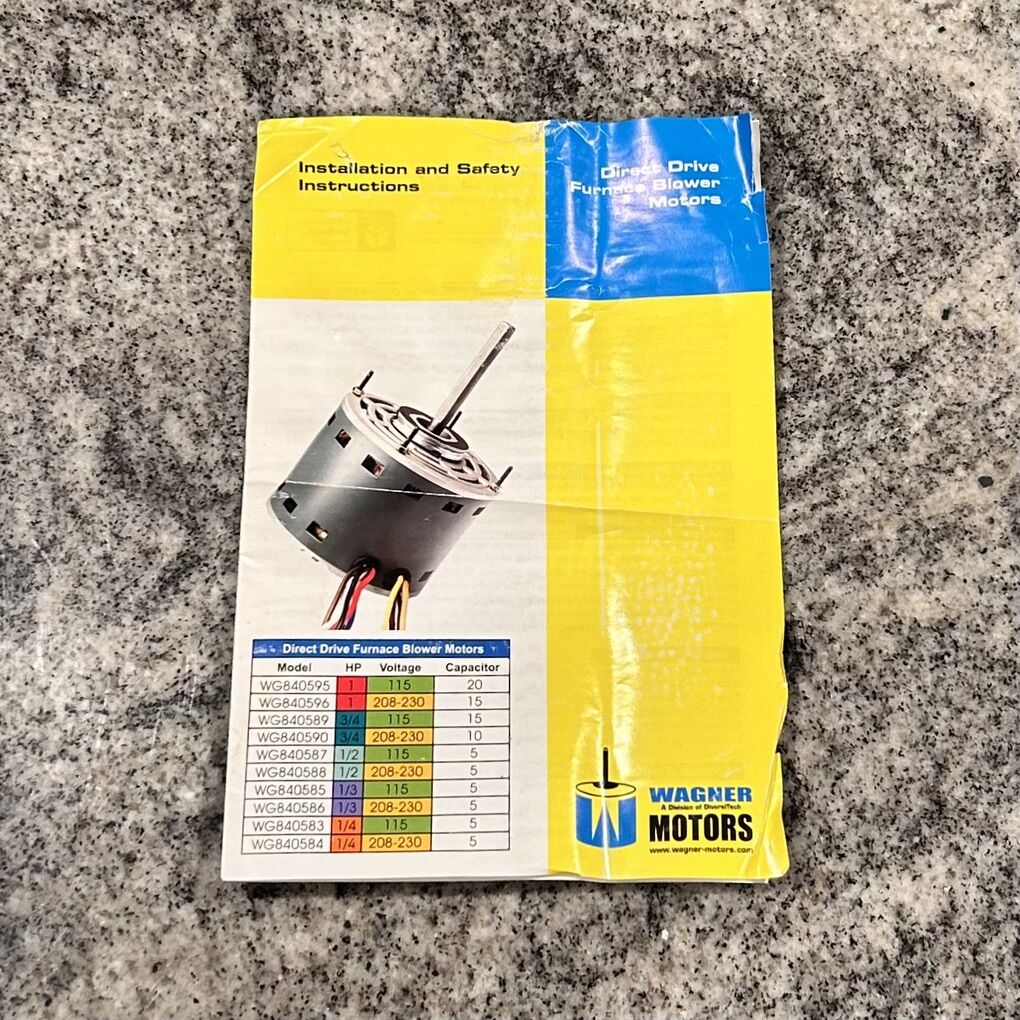 Installation and Safety
Instructions
Direct Drive
Furnace Blower
Motors
Direct Drive Furnace Blower Motors
Model HP Voltage Capacitor
WG840595 1 115 20
WG840596 1 208-230 15
WG840589 3/4 115 15
WG840590 3/4 208-230 10
WG840587 1/2 115 5
WG840588 1/2 208-230 5
WG840585 1/3 115 5
WG840586 1/3 208-230 5
WG840583 1/4 115 5
WG840584 1/4 208-230 5
WAGNER
A Division of DiversiTech
MOTORS
www.wagner-motors.com